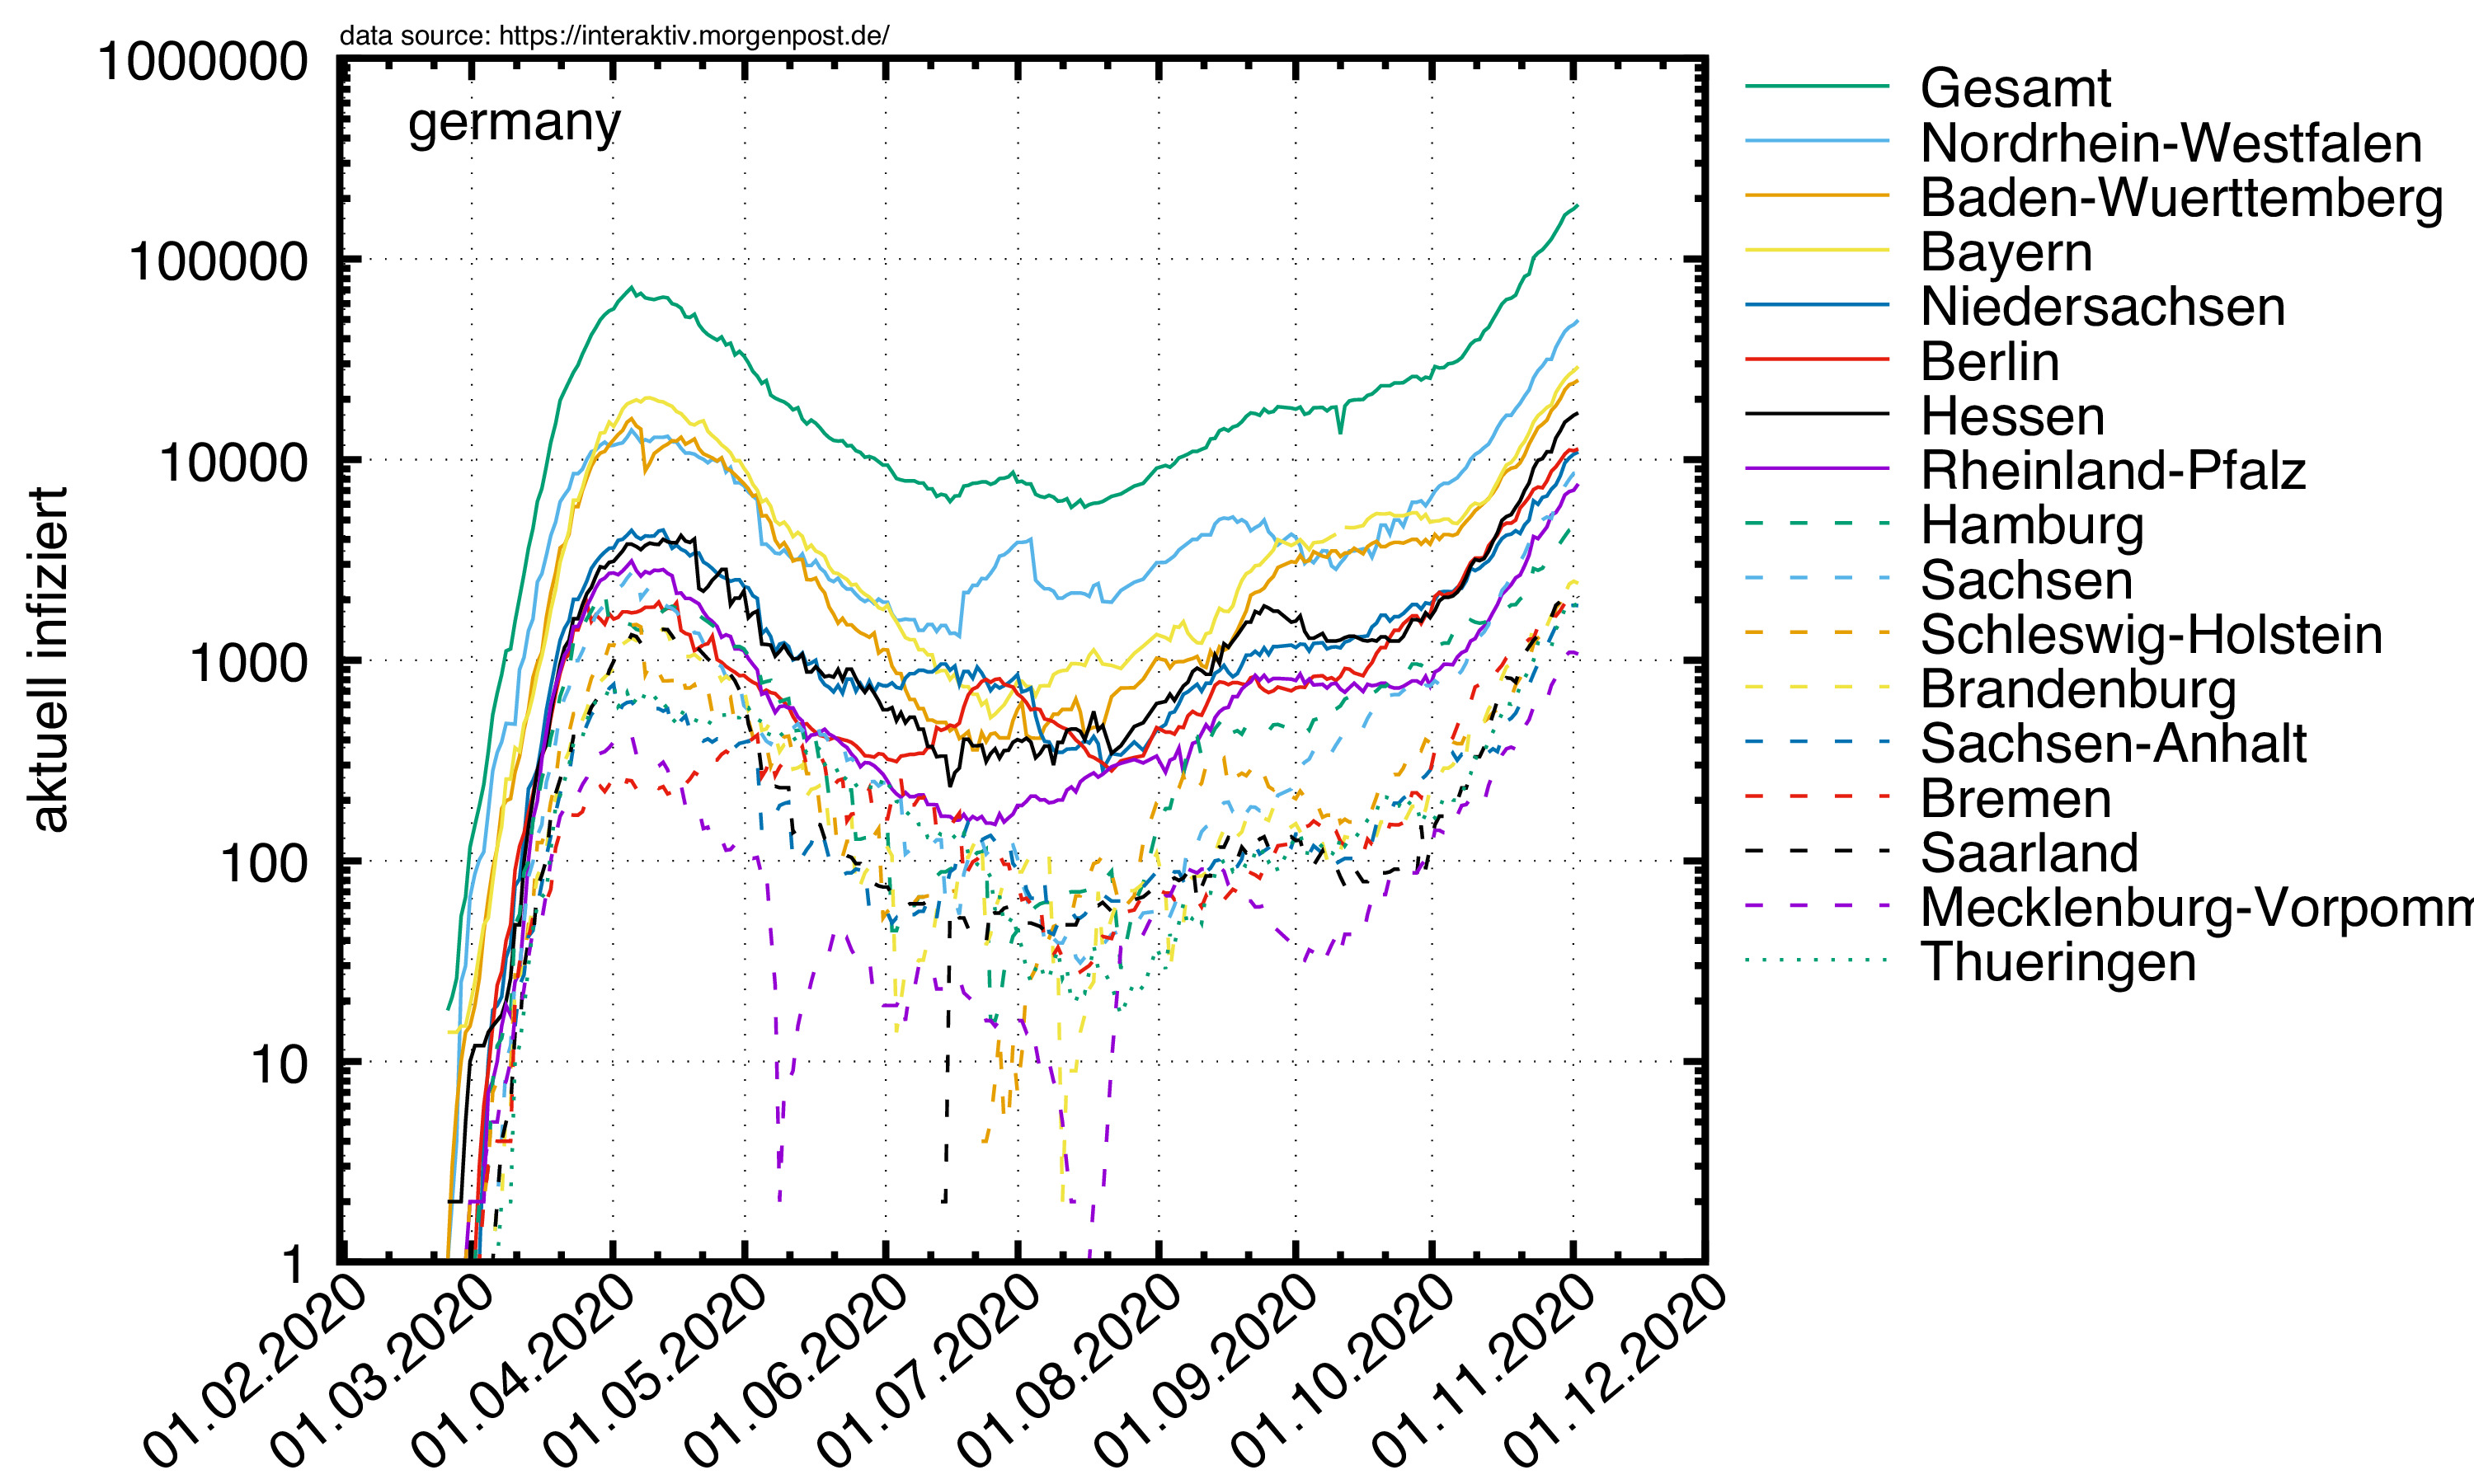 data source: https://interaktiv.morgenpost.de/
germany
aktuell infiziert
1000000
100000
10000
1000
100
10
1
01.02.2020
01.03.2020
01.04.2020
01.05.2020
01.06.2020
01.07.2020
01.08.2020
01.09.2020
01.10.2020
01.11.2020
01.12.2020
Gesamt
Nordrhein-Westfalen
Baden-Wuerttemberg
Bayern
Niedersachsen
Berlin
Hessen
Rheinland-Pfalz
Hamburg
Sachsen
Schleswig-Holstein
Brandenburg
Sachsen-Anhalt
Bremen
Saarland
Mecklenburg-Vorpomm
Thueringen